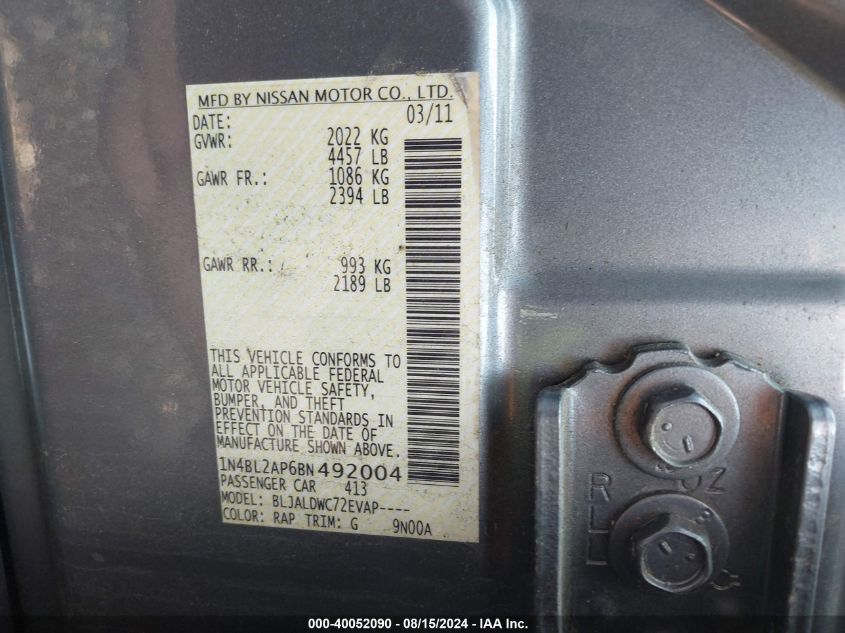 MFD BY NISSAN MOTOR CO., LTD.
DATE: 03/11
GVWR: 2022 KG
4457 LB
GAWR FR.: 1086 KG
2394 LB
GAWR RR.: 993 KG
2189 LB
THIS VEHICLE CONFORMS TO
ALL APPLICABLE FEDERAL
MOTOR VEHICLE SAFETY,
BUMPER, AND THEFT
PREVENTION STANDARDS IN
EFFECT ON THE DATE OF
MANUFACTURE SHOWN ABOVE.
1N4BL2AP6BN492004
PASSENGER CAR 413
MODEL: BLJALDWC72EVAP----
COLOR: RAP TRIM: G 9N00A
000-40052090 - 08/15/2024 - IAA Inc.